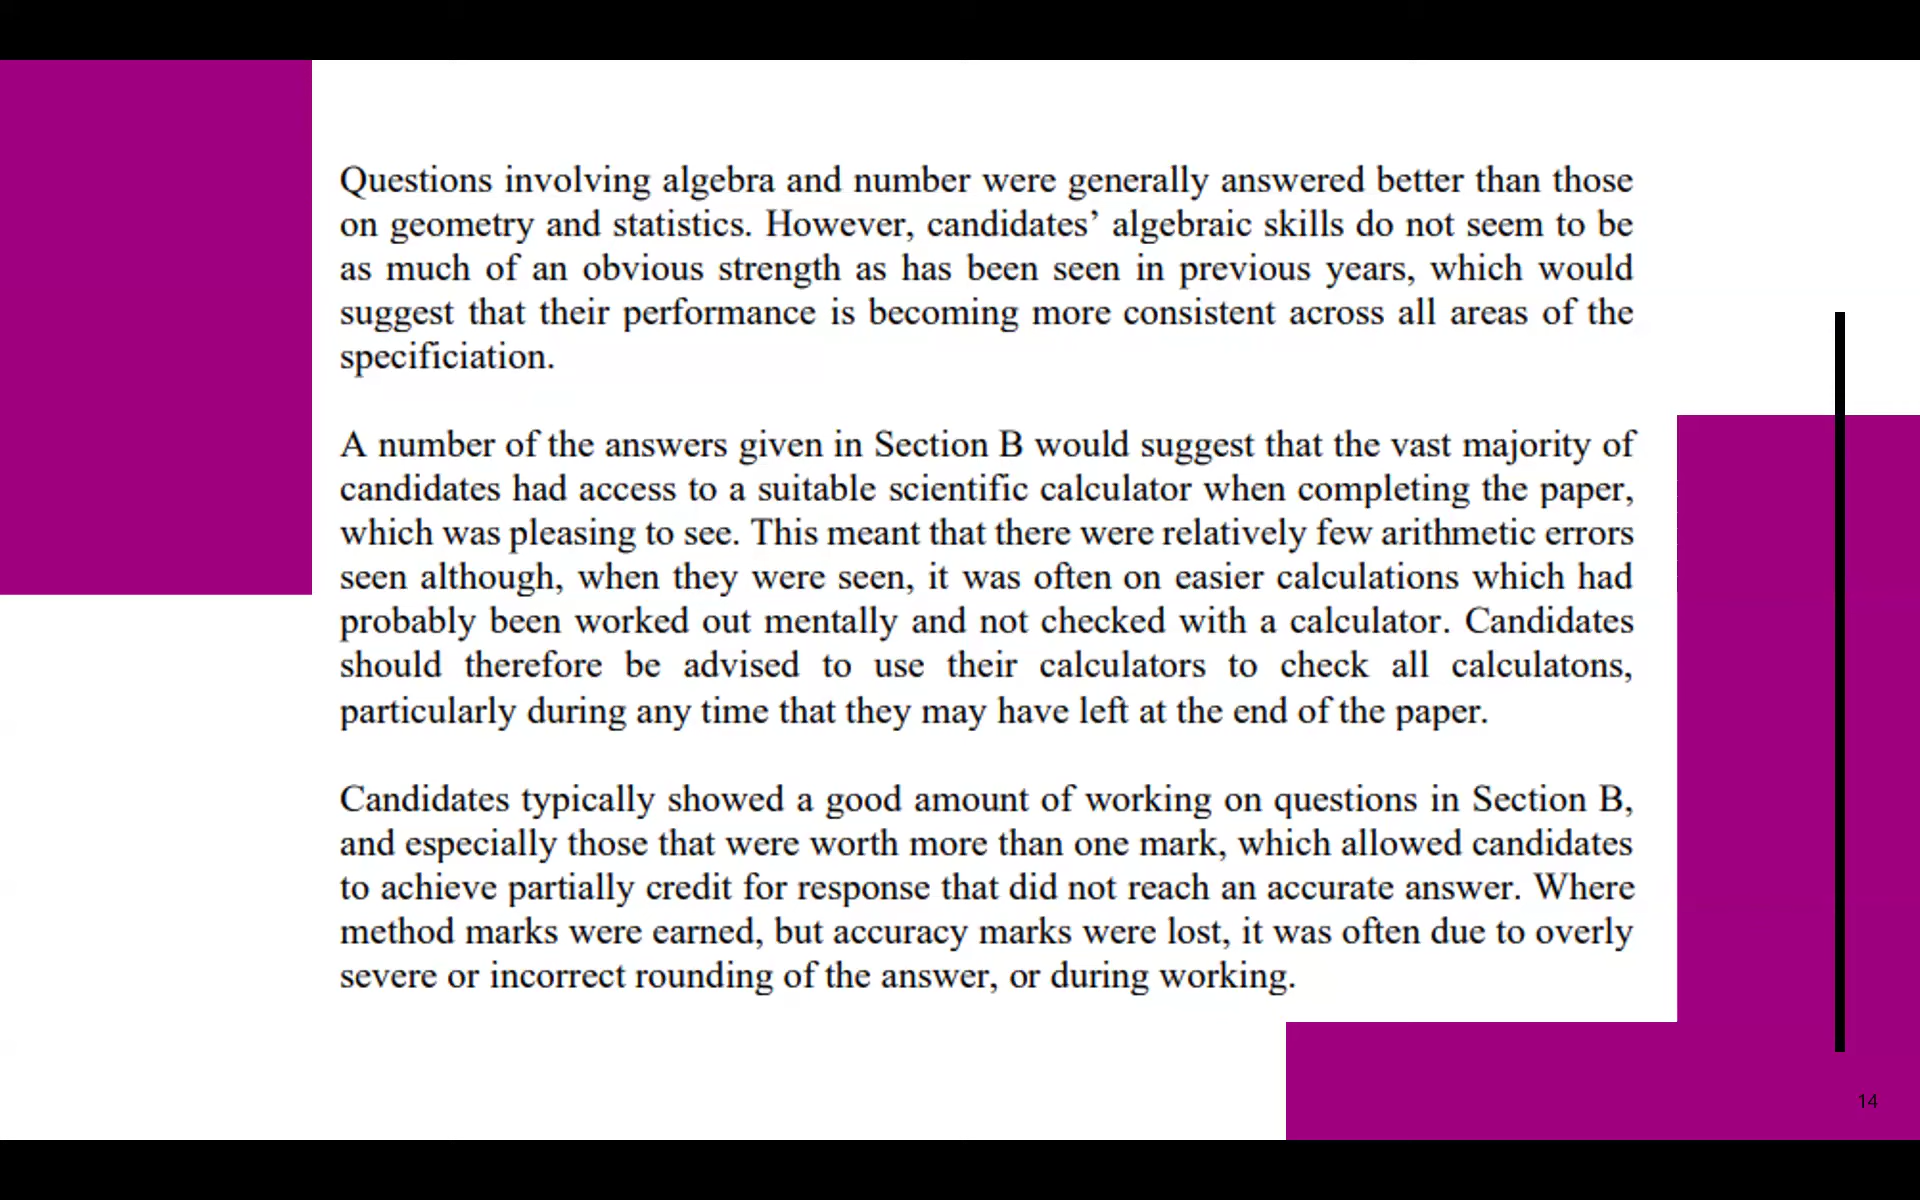 Questions involving algebra and number were generally answered better than those
on geometry and statistics. However, candidates’ algebraic skills do not seem to be
as much of an obvious strength as has been seen in previous years, which would
suggest that their performance is becoming more consistent across all areas of the
specificiation.
A number of the answers given in Section B would suggest that the vast majority of
candidates had access to a suitable scientific calculator when completing the paper,
which was pleasing to see. This meant that there were relatively few arithmetic errors
seen although, when they were seen, it was often on easier calculations which had
probably been worked out mentally and not checked with a calculator. Candidates
should therefore be advised to use their calculators to check all calculatons,
particularly during any time that they may have left at the end of the paper.
Candidates typically showed a good amount of working on questions in Section B,
and especially those that were worth more than one mark, which allowed candidates
to achieve partially credit for response that did not reach an accurate answer. Where
method marks were earned, but accuracy marks were lost, it was often due to overly
severe or incorrect rounding of the answer, or during working.
14